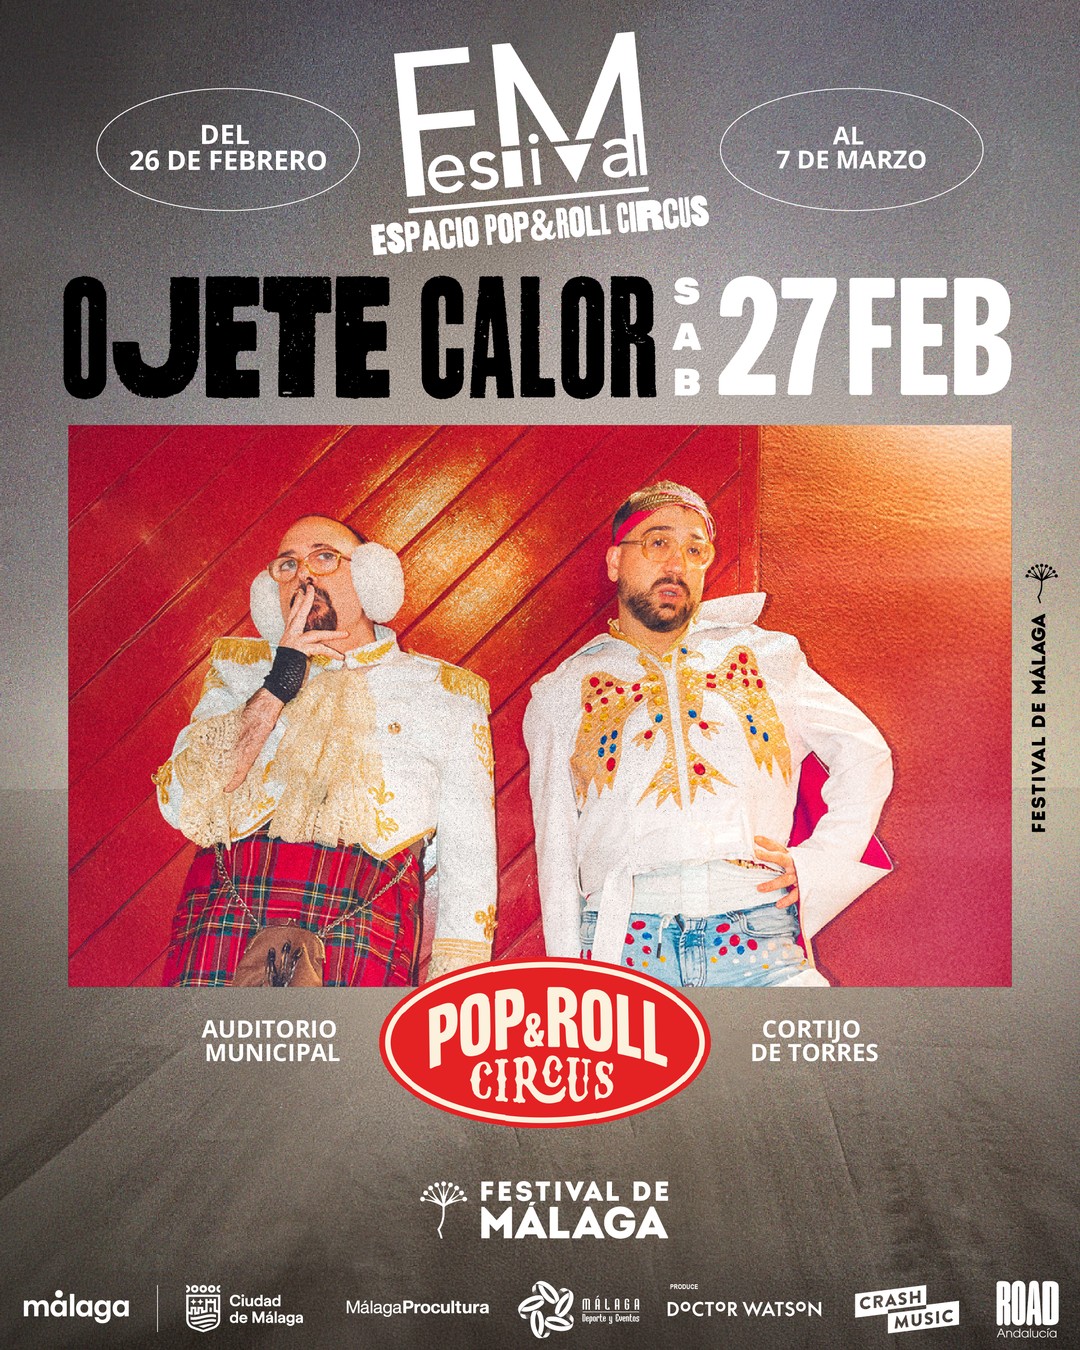 DEL
26 DE FEBRERO
FM
Festival
AL
7 DE MARZO
ESPACIO POP&ROLL CIRCUS
OJETE CALOR
SAB
27 FEB
FESTIVAL DE MÁLAGA
AUDITORIO
MUNICIPAL
POP&ROLL
CIRCUS
CORTIJO
DE TORRES
FESTIVAL DE
MÁLAGA
málaga
Ciudad
de Málaga
MálagaProcultura
MÁLAGA
Deporte y Eventos
PRODUCE
DOCTOR WATSON
CRASH
MUSIC
ROAD
Andalucía